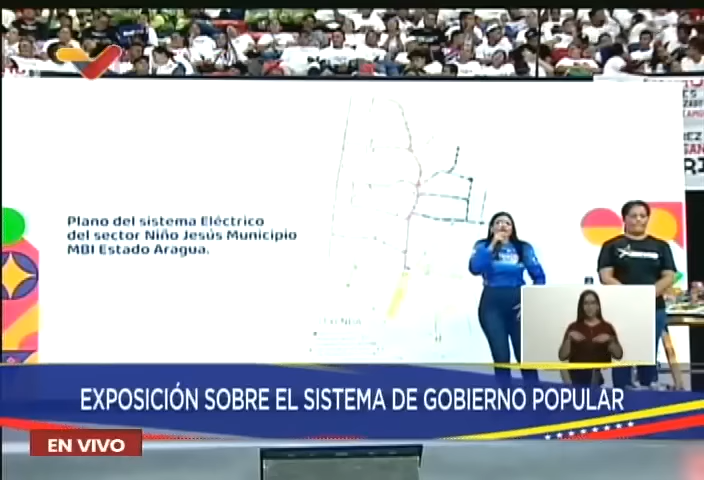 Plano del sistema Eléctrico
del sector Niño Jesús Municipio
MBI Estado Aragua.
EXPOSICIÓN SOBRE EL SISTEMA DE GOBIERNO POPULAR
EN VIVO